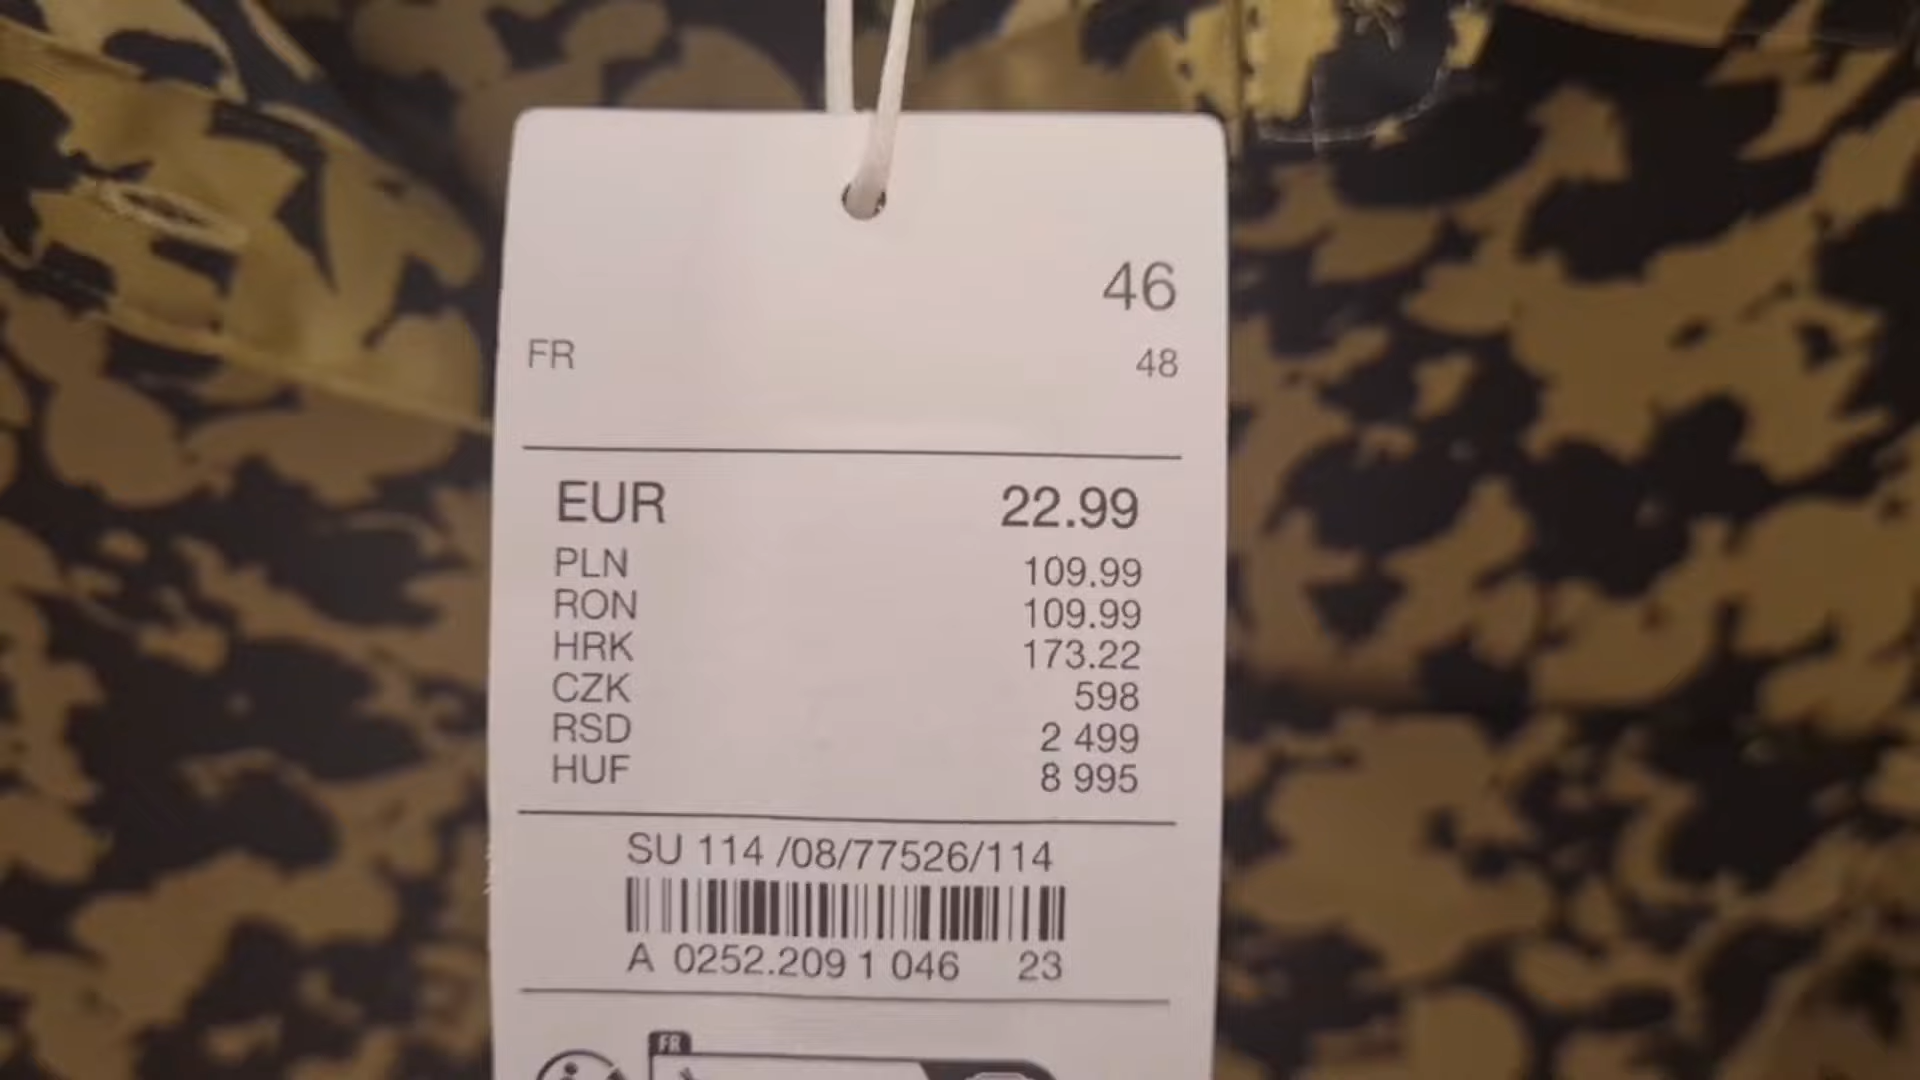 46
FR 48
EUR 22.99
PLN 109.99
RON 109.99
HRK 173.22
CZK 598
RSD 2 499
HUF 8 995
SU 114 /08/77526/114
A 0252.209 1 046 23
FR